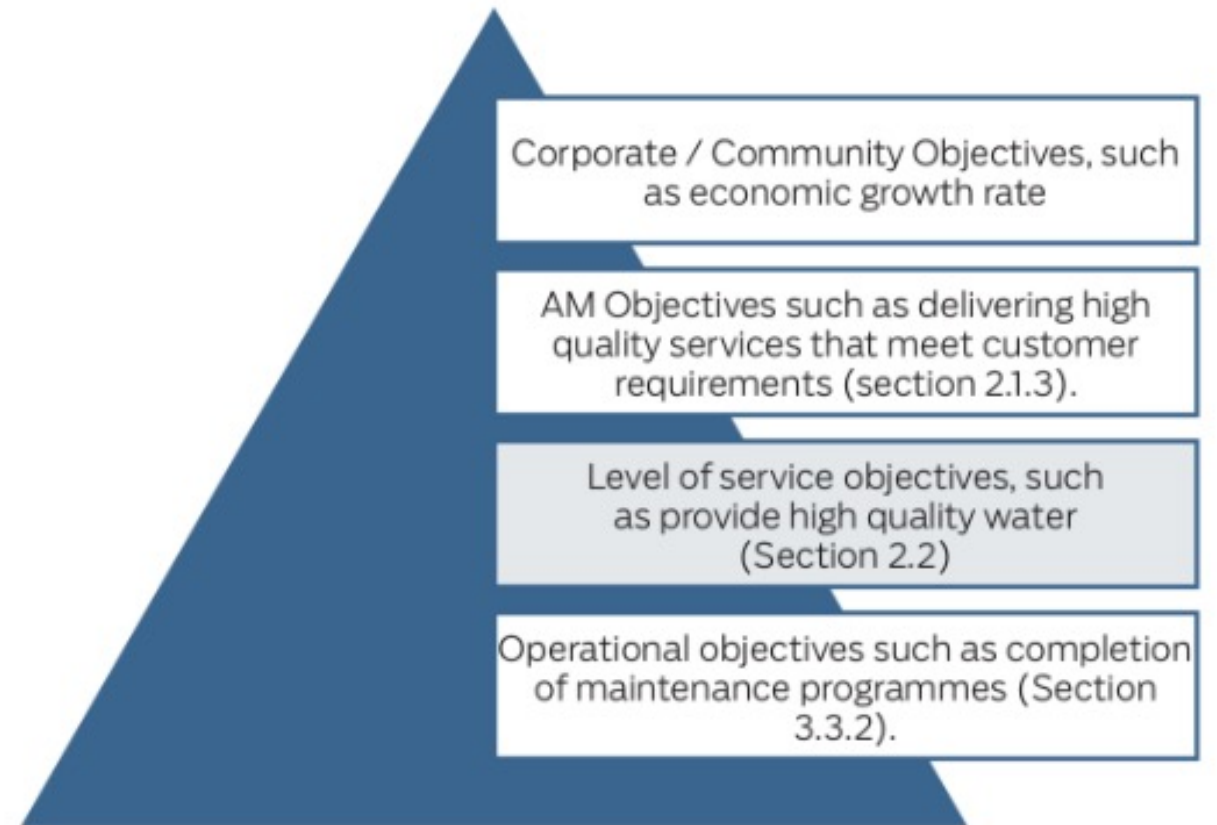 Corporate / Community Objectives, such
as economic growth rate
AM Objectives such as delivering high
quality services that meet customer
requirements (section 2.1.3).
Level of service objectives, such
as provide high quality water
(Section 2.2)
Operational objectives such as completion
of maintenance programmes (Section
3.3.2).